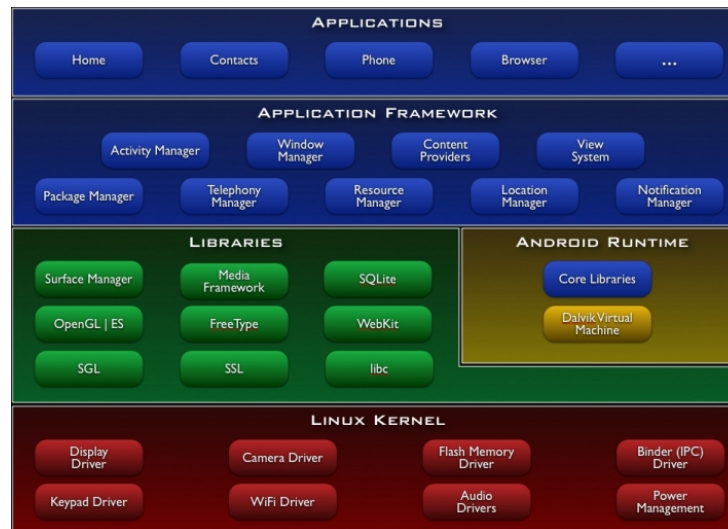 APPLICATIONS
Home
Contacts
Phone
Browser
...
APPLICATION FRAMEWORK
Activity Manager
Window
Manager
Content
Providers
View
System
Package Manager
Telephony
Manager
Resource
Manager
Location
Manager
Notification
Manager
LIBRARIES
Surface Manager
Media
Framework
SQLite
OpenGL | ES
FreeType
WebKit
SGL
SSL
libc
ANDROID RUNTIME
Core Libraries
Dalvik Virtual
Machine
LINUX KERNEL
Display
Driver
Camera Driver
Flash Memory
Driver
Binder (IPC)
Driver
Keypad Driver
WiFi Driver
Audio
Drivers
Power
Management